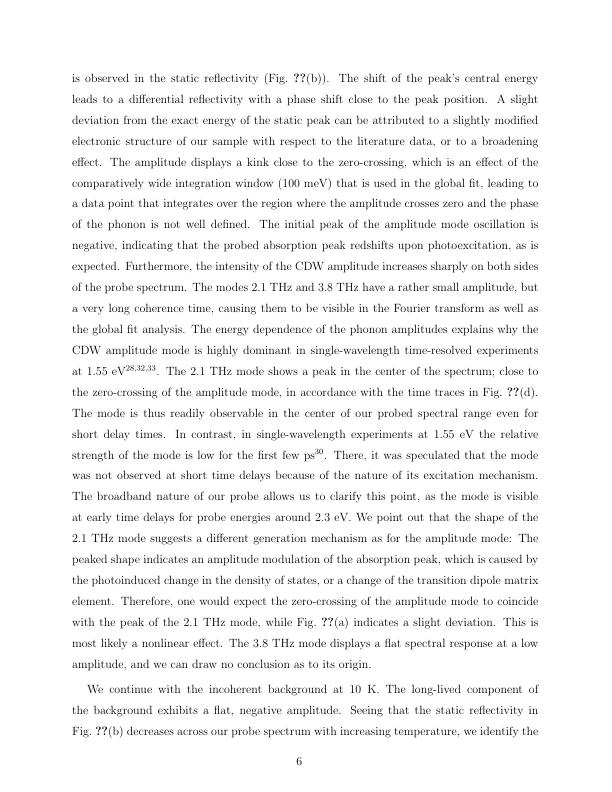 is observed in the static reflectivity (Fig. ??(b)). The shift of the peak's central energy
leads to a differential reflectivity with a phase shift close to the peak position. A slight
deviation from the exact energy of the static peak can be attributed to a slightly modified
electronic structure of our sample with respect to the literature data, or to a broadening
effect. The amplitude displays a kink close to the zero-crossing, which is an effect of the
comparatively wide integration window (100 meV) that is used in the global fit, leading to
a data point that integrates over the region where the amplitude crosses zero and the phase
of the phonon is not well defined. The initial peak of the amplitude mode oscillation is
negative, indicating that the probed absorption peak redshifts upon photoexcitation, as is
expected. Furthermore, the intensity of the CDW amplitude increases sharply on both sides
of the probe spectrum. The modes 2.1 THz and 3.8 THz have a rather small amplitude, but
a very long coherence time, causing them to be visible in the Fourier transform as well as
the global fit analysis. The energy dependence of the phonon amplitudes explains why the
CDW amplitude mode is highly dominant in single-wavelength time-resolved experiments
at 1.55 eV28,32,33. The 2.1 THz mode shows a peak in the center of the spectrum; close to
the zero-crossing of the amplitude mode, in accordance with the time traces in Fig. ??(d).
The mode is thus readily observable in the center of our probed spectral range even for
short delay times. In contrast, in single-wavelength experiments at 1.55 eV the relative
strength of the mode is low for the first few ps30. There, it was speculated that the mode
was not observed at short time delays because of the nature of its excitation mechanism.
The broadband nature of our probe allows us to clarify this point, as the mode is visible
at early time delays for probe energies around 2.3 eV. We point out that the shape of the
2.1 THz mode suggests a different generation mechanism as for the amplitude mode: The
peaked shape indicates an amplitude modulation of the absorption peak, which is caused by
the photoinduced change in the density of states, or a change of the transition dipole matrix
element. Therefore, one would expect the zero-crossing of the amplitude mode to coincide
with the peak of the 2.1 THz mode, while Fig. ??(a) indicates a slight deviation. This is
most likely a nonlinear effect. The 3.8 THz mode displays a flat spectral response at a low
amplitude, and we can draw no conclusion as to its origin.
We continue with the incoherent background at 10 K. The long-lived component of
the background exhibits a flat, negative amplitude. Seeing that the static reflectivity in
Fig. ??(b) decreases across our probe spectrum with increasing temperature, we identify the
6